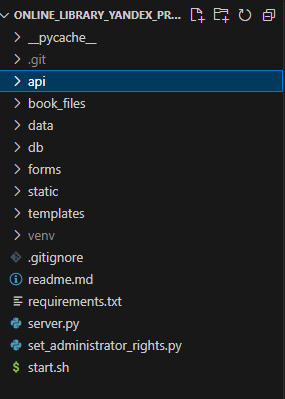 ONLINE_LIBRARY_YANDEX_PR...
__pycache__
.git
api
book_files
data
db
forms
static
templates
venv
.gitignore
readme.md
requirements.txt
server.py
set_administrator_rights.py
$ start.sh